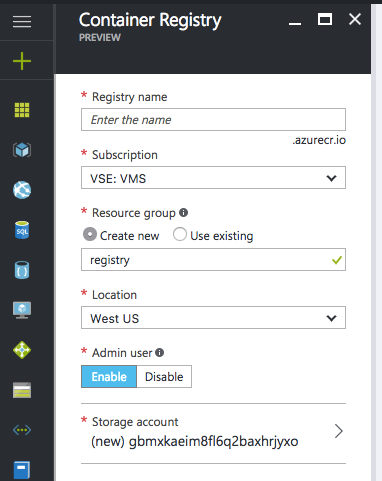 Container Registry
PREVIEW
* Registry name
Enter the name
.azurecr.io
* Subscription
VSE: VMS
* Resource group
Create new Use existing
registry
* Location
West US
* Admin user
Enable Disable
* Storage account
(new) gbmxkaeim8fl6q2baxhrjyxo
SQL